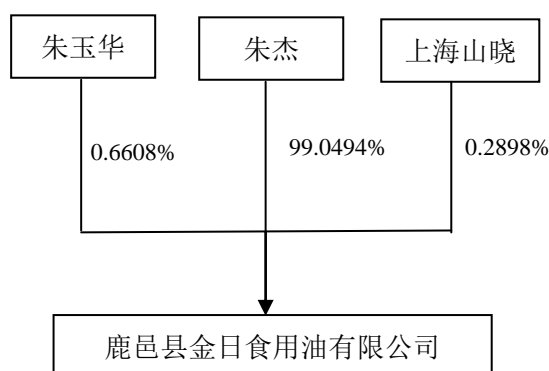 朱玉华
朱杰
上海山晓
0.6608%
99.0494%
0.2898%
鹿邑县金日食用油有限公司